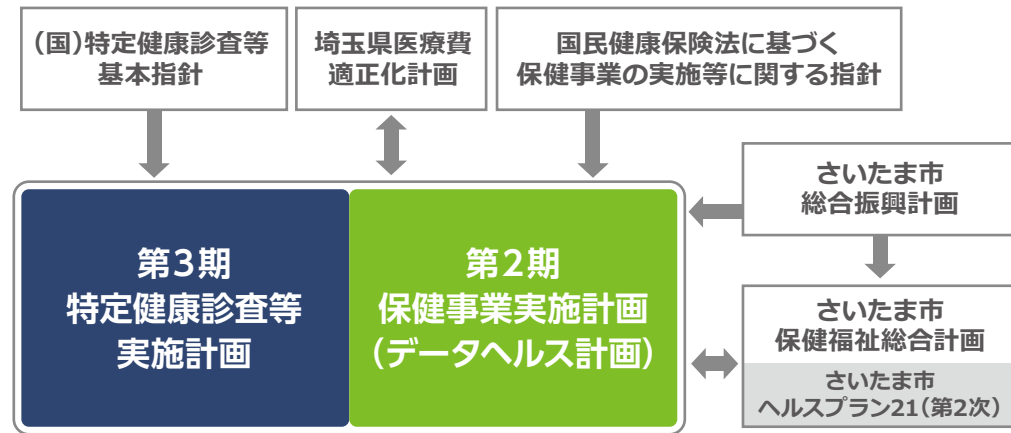 (国)特定健康診査等
基本指針
埼玉県医療費
適正化計画
国民健康保険法に基づく
保健事業の実施等に関する指針
さいたま市
総合振興計画
第3期
特定健康診査等
実施計画
第2期
保健事業実施計画
(データヘルス計画)
さいたま市
保健福祉総合計画
さいたま市
ヘルスプラン21(第2次)